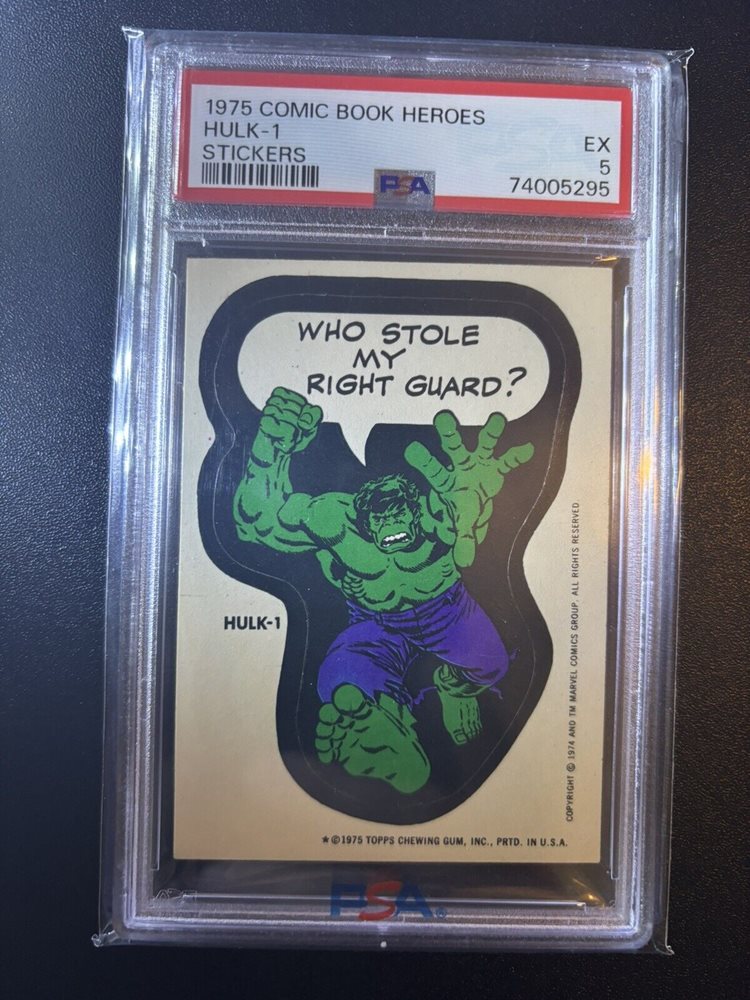 1975 COMIC BOOK HEROES
HULK-1
STICKERS
EX
5
74005295
PSA
WHO STOLE
MY
RIGHT GUARD?
HULK-1
COPYRIGHT © 1974 AND TM MARVEL COMICS GROUP. ALL RIGHTS RESERVED
*©1975 TOPPS CHEWING GUM, INC., PRTD. IN U.S.A.
PSA®